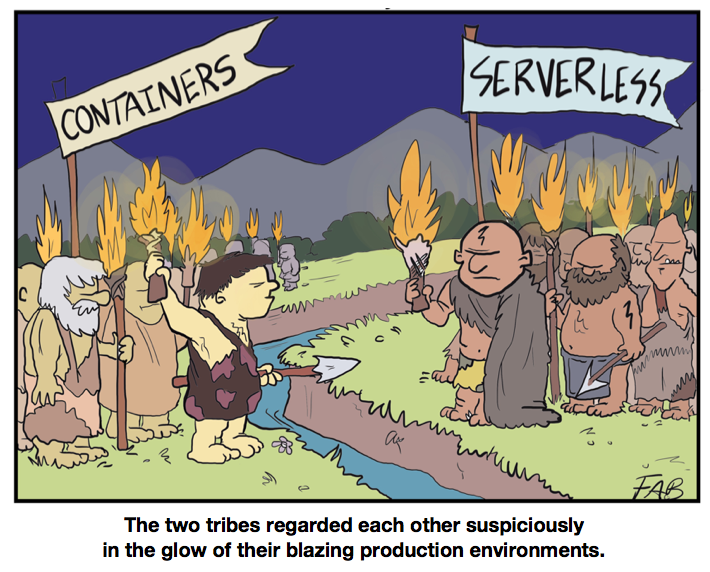 CONTAINERS
SERVERLESS
FAB
The two tribes regarded each other suspiciously
in the glow of their blazing production environments.